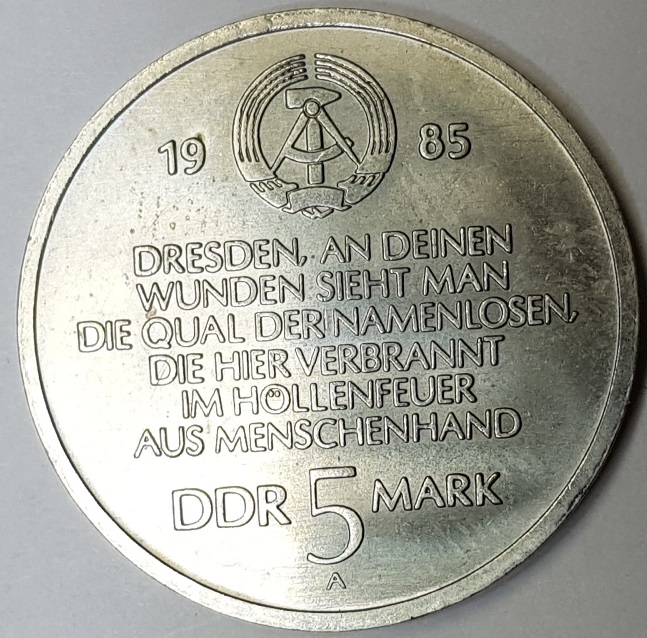 19 85
DRESDEN, AN DEINEN
WUNDEN SIEHT MAN
DIE QUAL DER NAMENLOSEN,
DIE HIER VERBRANNT
IM HÖLLENFEUER
AUS MENSCHENHAND
DDR 5 MARK
A